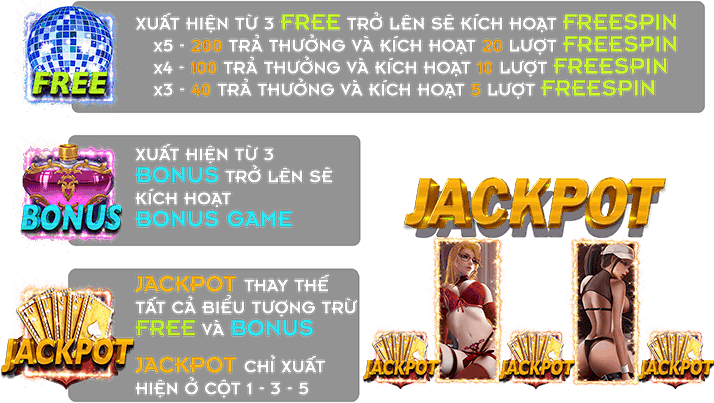 FREE
XUẤT HIỆN TỪ 3 FREE TRỞ LÊN SẼ KÍCH HOẠT FREESPIN
x5 - 200 TRẢ THƯỞNG VÀ KÍCH HOẠT 20 LƯỢT FREESPIN
x4 - 100 TRẢ THƯỞNG VÀ KÍCH HOẠT 10 LƯỢT FREESPIN
x3 - 40 TRẢ THƯỞNG VÀ KÍCH HOẠT 5 LƯỢT FREESPIN
BONUS
XUẤT HIỆN TỪ 3
BONUS TRỞ LÊN SẼ
KÍCH HOẠT
BONUS GAME
JACKPOT
JACKPOT THAY THẾ
TẤT CẢ BIỂU TƯỢNG TRỪ
FREE VÀ BONUS
JACKPOT CHỈ XUẤT
HIỆN Ở CỘT 1 - 3 - 5
JACKPOT
JACKPOT JACKPOT JACKPOT